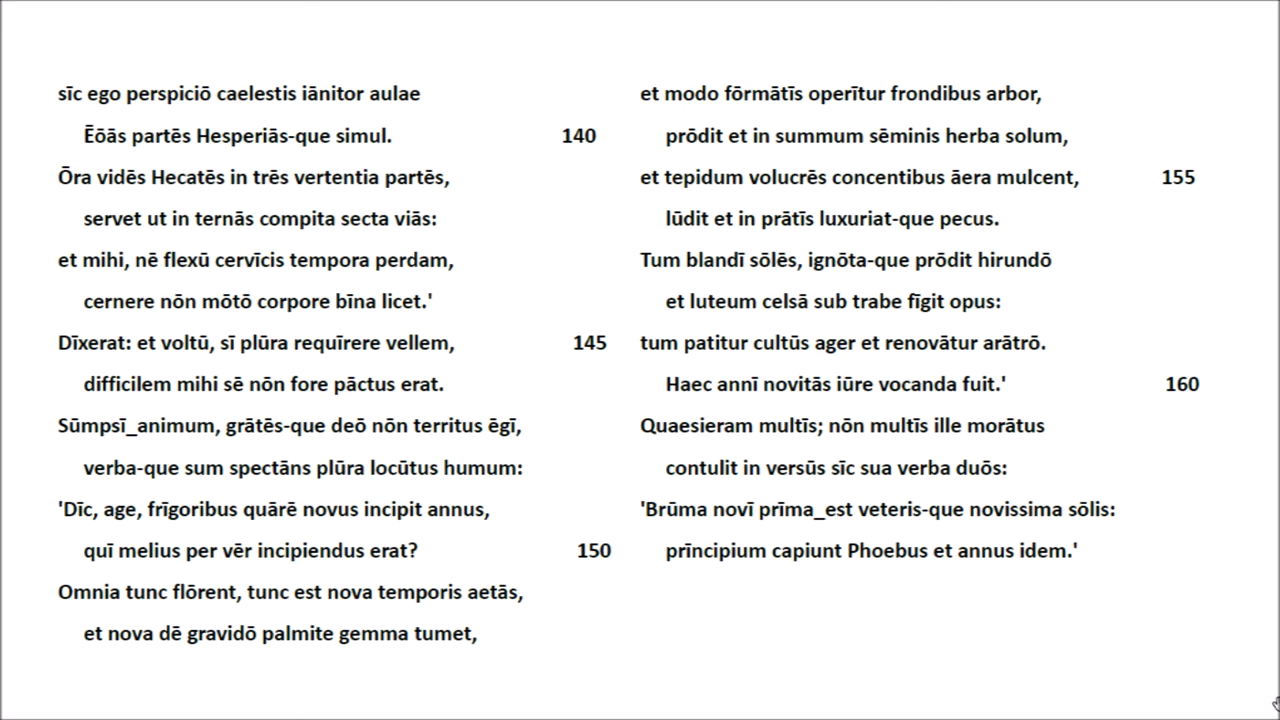 sīc ego perspiciō caelestis iānitor aulae
Ēōās partēs Hesperiās-que simul. 140
Ōra vidēs Hecatēs in trēs vertentia partēs,
servet ut in ternās compita secta viās:
et mihi, nē flexū cervīcis tempora perdam,
cernere nōn mōtō corpore bīna licet.'
Dīxerat: et voltū, sī plūra requīrere vellem, 145
difficilem mihi sē nōn fore pāctus erat.
Sūmpsī_animum, grātēs-que deō nōn territus ēgī,
verba-que sum spectāns plūra locūtus humum:
'Dīc, age, frīgoribus quārē novus incipit annus,
quī melius per vēr incipiendus erat? 150
Omnia tunc flōrent, tunc est nova temporis aetās,
et nova dē gravidō palmite gemma tumet,
et modo fōrmātīs operītur frondibus arbor,
prōdit et in summum sēminis herba solum,
et tepidum volucrēs concentibus āera mulcent, 155
lūdit et in prātīs luxuriat-que pecus.
Tum blandī sōlēs, ignōta-que prōdit hirundō
et luteum celsā sub trabe fīgit opus:
tum patitur cultūs ager et renovātur arātrō.
Haec annī novitās iūre vocanda fuit.' 160
Quaesieram multīs; nōn multīs ille morātus
contulit in versūs sīc sua verba duōs:
'Brūma novī prīma_est veteris-que novissima sōlis:
prīncipium capiunt Phoebus et annus idem.'